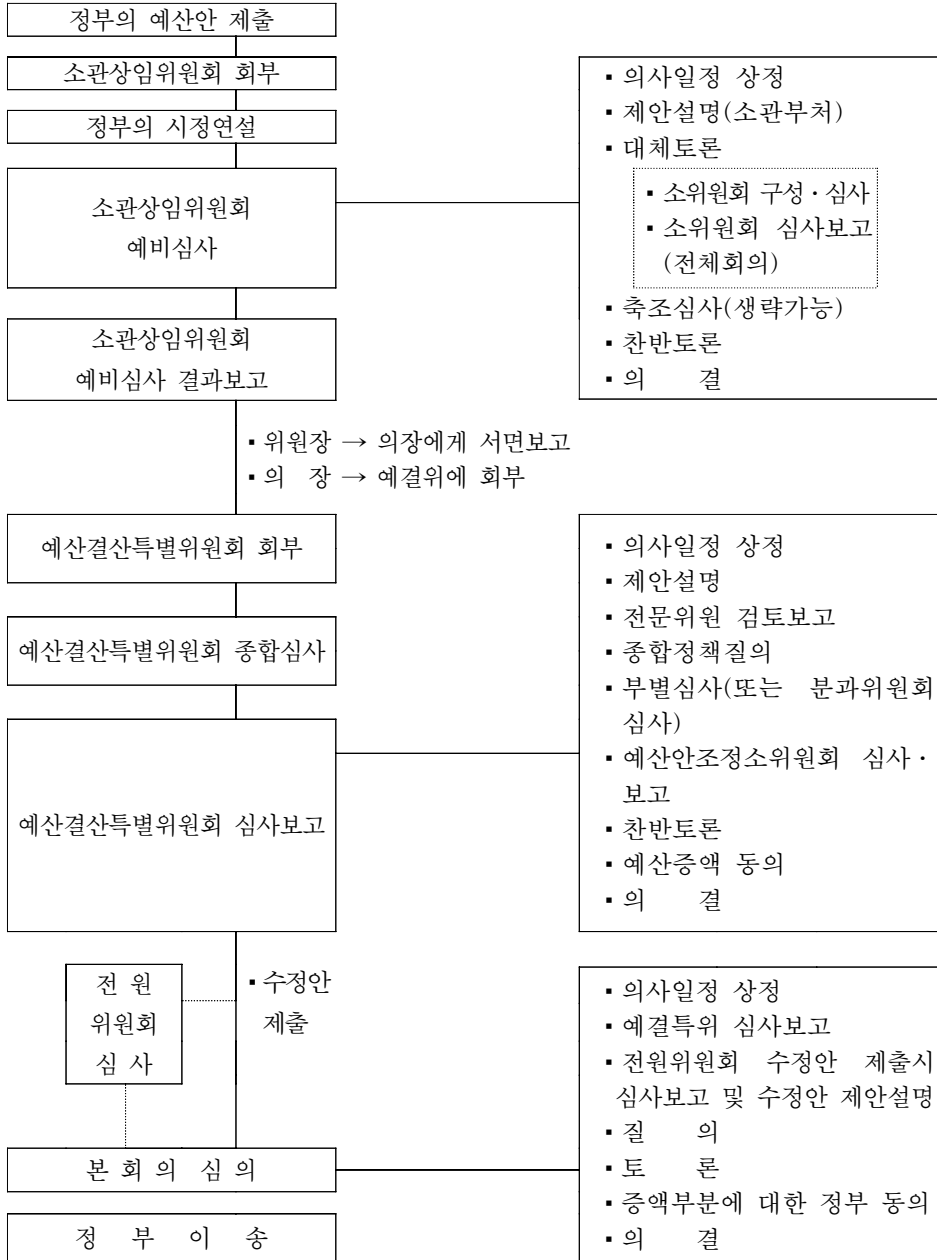 정부의 예산안 제출
소관상임위원회 회부
정부의 시정연설
소관상임위원회
예비심사
▪ 의사일정 상정
▪ 제안설명(소관부처)
▪ 대체토론
▪ 소위원회 구성 · 심사
▪ 소위원회 심사보고
(전체회의)
▪ 축조심사(생략가능)
▪ 찬반토론
▪ 의 결
소관상임위원회
예비심사 결과보고
▪ 위원장 → 의장에게 서면보고
▪ 의 장 → 예결위에 회부
예산결산특별위원회 회부
예산결산특별위원회 종합심사
예산결산특별위원회 심사보고
▪ 의사일정 상정
▪ 제안설명
▪ 전문위원 검토보고
▪ 종합정책질의
▪ 부별심사(또는 분과위원회
심사)
▪ 예산안조정소위원회 심사 ·
보고
▪ 찬반토론
▪ 예산증액 동의
▪ 의 결
전 원
위원회
심 사
▪ 수정안
제출
본 회 의 심 의
▪ 의사일정 상정
▪ 예결특위 심사보고
▪ 전원위원회 수정안 제출시
심사보고 및 수정안 제안설명
▪ 질 의
▪ 토 론
▪ 증액부분에 대한 정부 동의
▪ 의 결
정 부 이 송